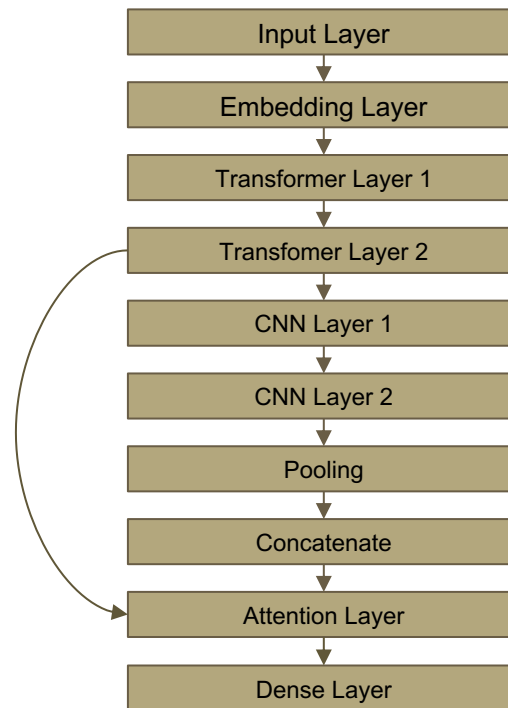 Input Layer
Embedding Layer
Transformer Layer 1
Transfomer Layer 2
CNN Layer 1
CNN Layer 2
Pooling
Concatenate
Attention Layer
Dense Layer